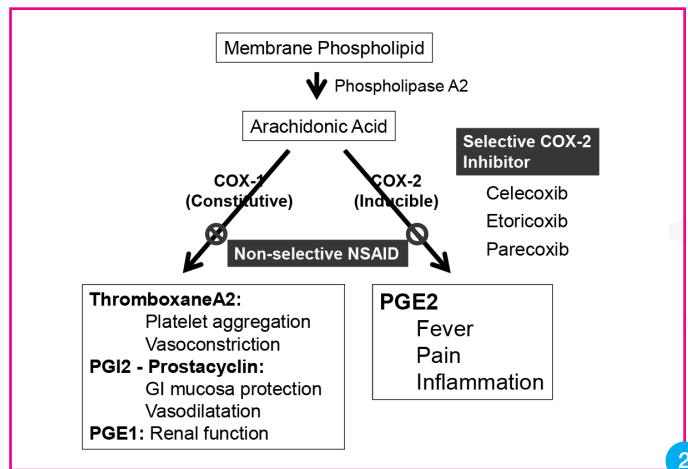 Membrane Phospholipid
Phospholipase A2
Arachidonic Acid
Selective COX-2
Inhibitor
COX-1
(Constitutive)
COX-2
(Inducible)
Celecoxib
Etoricoxib
Parecoxib
Non-selective NSAID
ThromboxaneA2:
Platelet aggregation
Vasoconstriction
PGI2 - Prostacyclin:
GI mucosa protection
Vasodilatation
PGE1: Renal function
PGE2
Fever
Pain
Inflammation
2